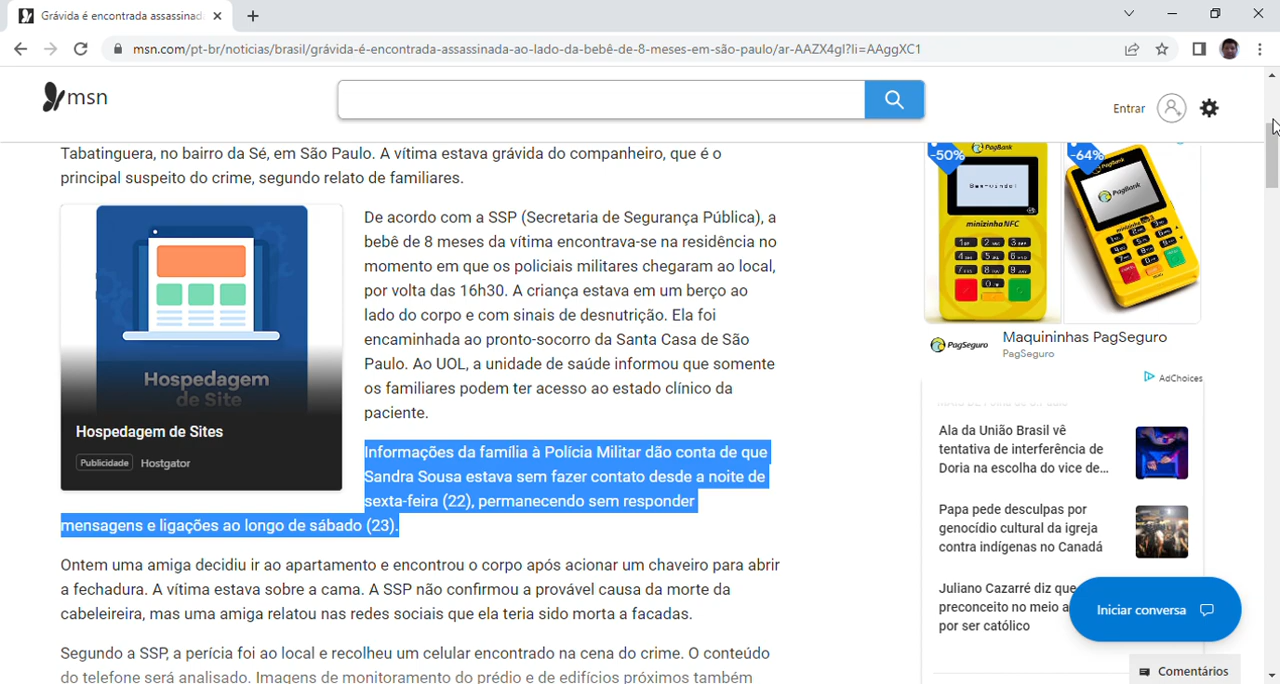 Grávida é encontrada assassinad
msn.com/pt-br/noticias/brasil/grávida-é-encontrada-assassinada-ao-lado-da-bebê-de-8-meses-em-são-paulo/ar-AAZX4gI?li=AAggXC1
msn
Entrar
Tabatinguera, no bairro da Sé, em São Paulo. A vítima estava grávida do companheiro, que é o
principal suspeito do crime, segundo relato de familiares.
Hospedagem
de Site
Hospedagem de Sites
Publicidade Hostgator
De acordo com a SSP (Secretaria de Segurança Pública), a
bebê de 8 meses da vítima encontrava-se na residência no
momento em que os policiais militares chegaram ao local,
por volta das 16h30. A criança estava em um berço ao
lado do corpo e com sinais de desnutrição. Ela foi
encaminhada ao pronto-socorro da Santa Casa de São
Paulo. Ao UOL, a unidade de saúde informou que somente
os familiares podem ter acesso ao estado clínico da
paciente.
Informações da família à Polícia Militar dão conta de que
Sandra Sousa estava sem fazer contato desde a noite de
sexta-feira (22), permanecendo sem responder
mensagens e ligações ao longo de sábado (23).
Ontem uma amiga decidiu ir ao apartamento e encontrou o corpo após acionar um chaveiro para abrir
a fechadura. A vítima estava sobre a cama. A SSP não confirmou a provável causa da morte da
cabeleireira, mas uma amiga relatou nas redes sociais que ela teria sido morta a facadas.
Segundo a SSP, a perícia foi ao local e recolheu um celular encontrado na cena do crime. O conteúdo
do telefone será analisado. Imagens de monitoramento do prédio e de edifícios próximos também
-50%
PagBank
Bem-vindo!
minizinha NFC
-64%
PagBank
PagSeguro
Maquininhas PagSeguro
PagSeguro
AdChoices
Ala da União Brasil vê
tentativa de interferência de
Doria na escolha do vice de...
Papa pede desculpas por
genocídio cultural da igreja
contra indígenas no Canadá
Juliano Cazarré diz que
preconceito no meio a
por ser católico
Iniciar conversa
Comentários